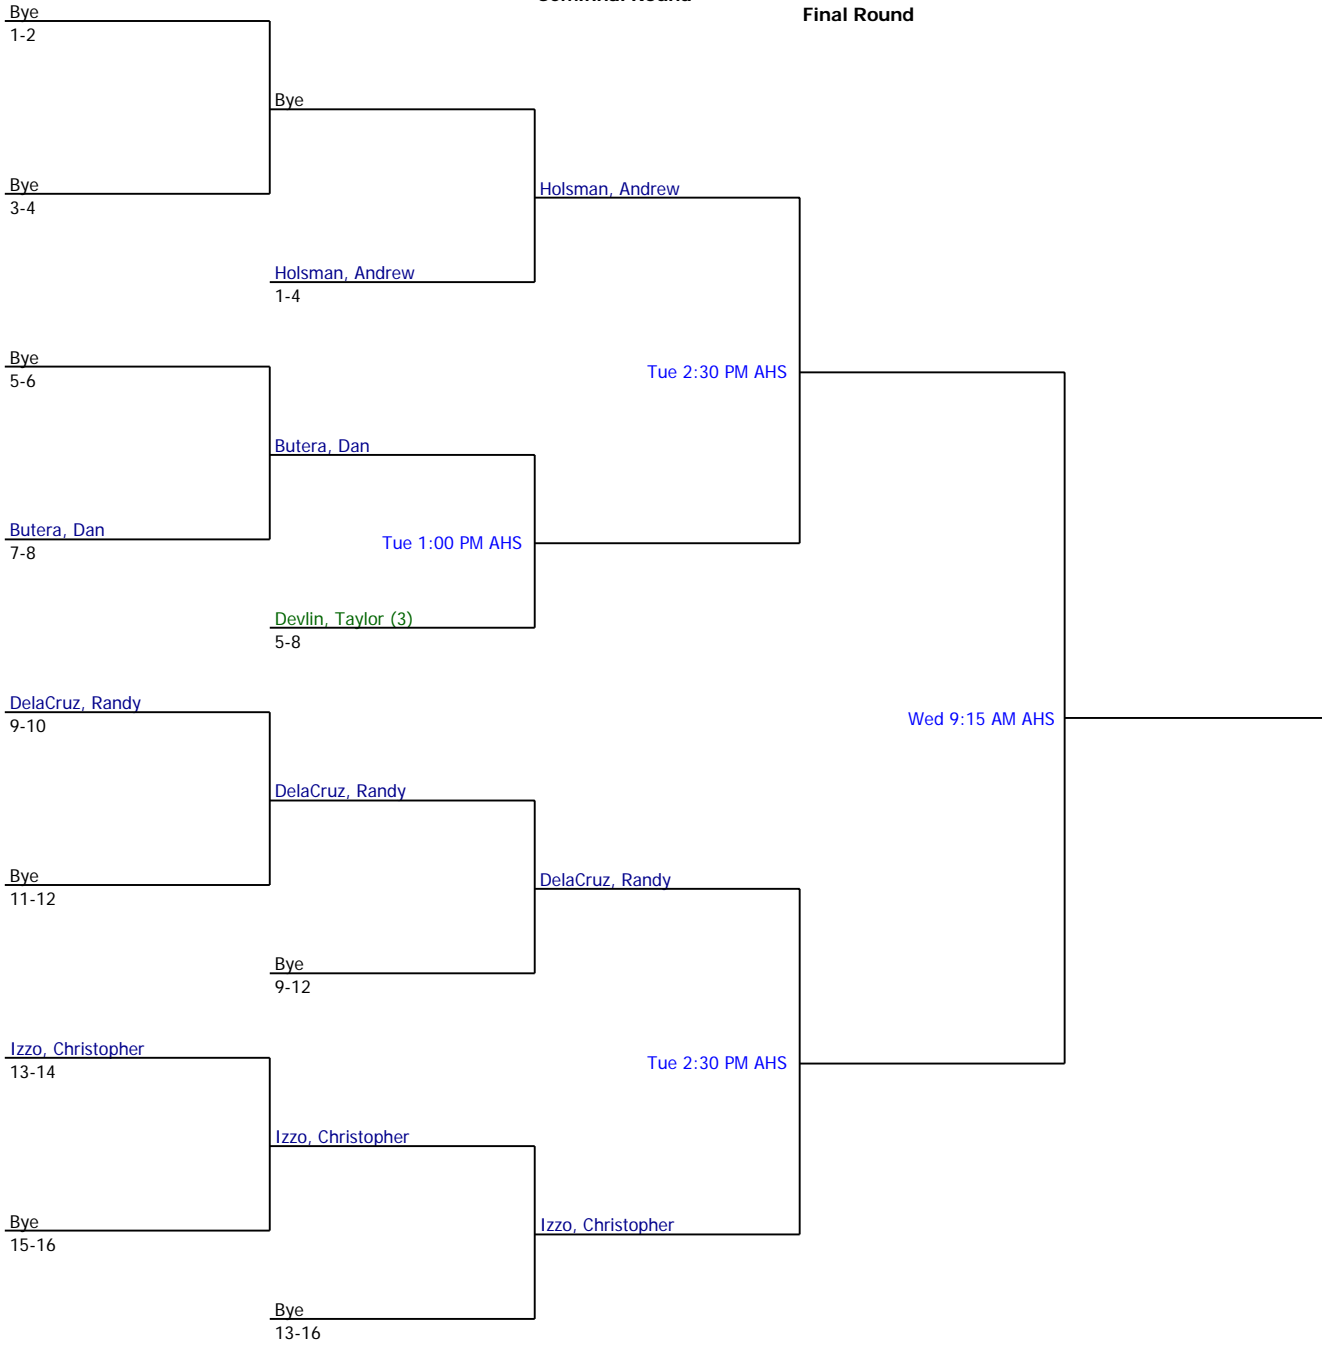 Semifinal Round
Final Round
Bye
1-2
Bye
Bye
3-4
Holsman, Andrew
Holsman, Andrew
1-4
Bye
5-6
Tue 2:30 PM AHS
Butera, Dan
Butera, Dan
7-8
Tue 1:00 PM AHS
Devlin, Taylor (3)
5-8
DelaCruz, Randy
9-10
Wed 9:15 AM AHS
DelaCruz, Randy
Bye
11-12
DelaCruz, Randy
Bye
9-12
Izzo, Christopher
13-14
Tue 2:30 PM AHS
Izzo, Christopher
Bye
15-16
Izzo, Christopher
Bye
13-16